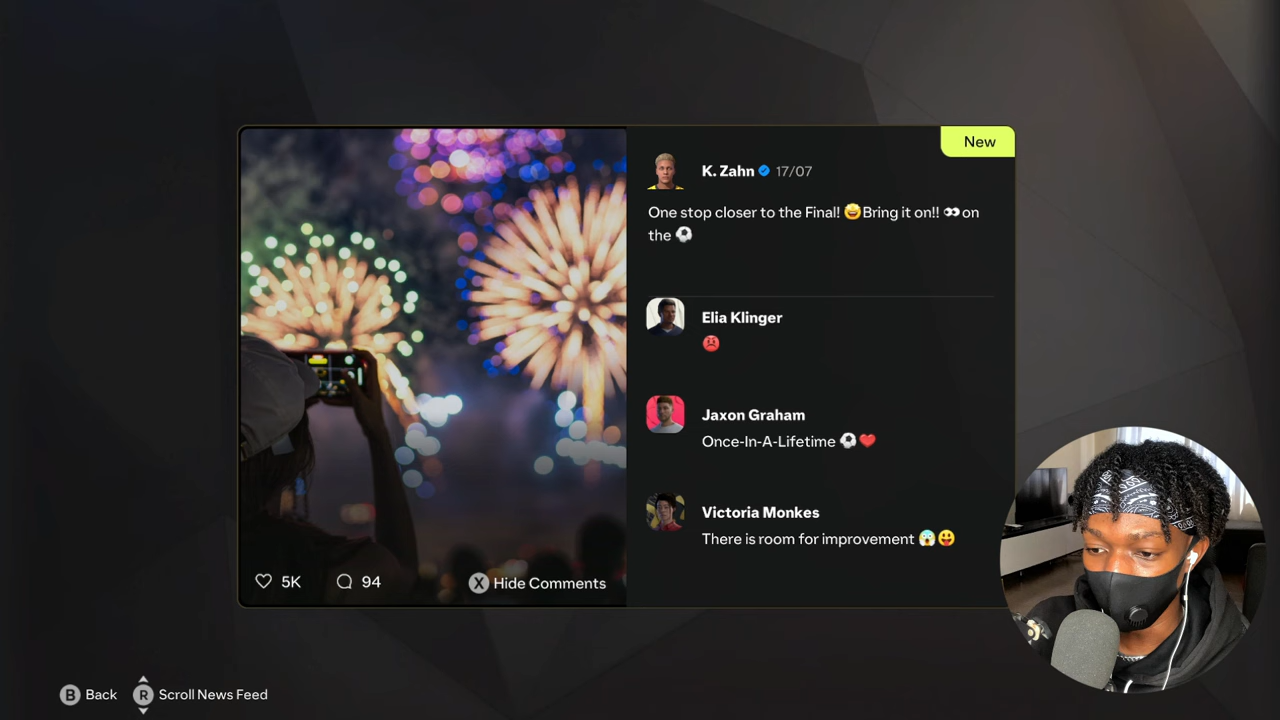 New
K. Zahn 17/07
One stop closer to the Final! 😄Bring it on!! 👀on
the ⚽
Elia Klinger
😡
Jaxon Graham
Once-In-A-Lifetime ⚽❤️
Victoria Monkes
There is room for improvement 😱😛
5K 94 X Hide Comments
B Back R Scroll News Feed